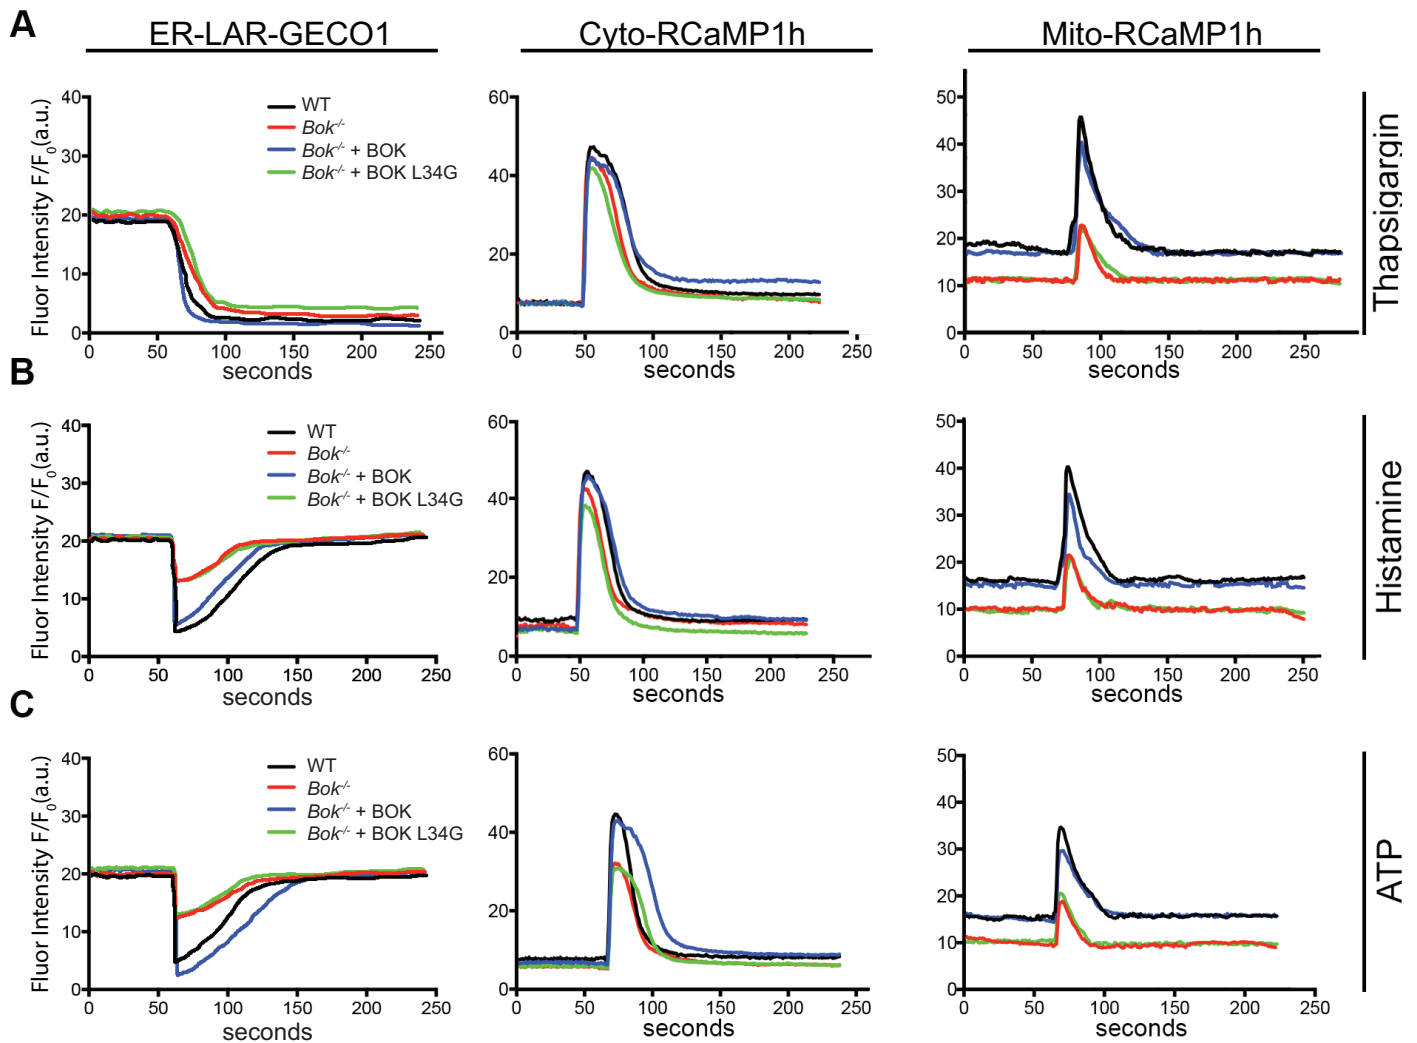 A
ER-LAR-GECO1
Cyto-RCaMP1h
Mito-RCaMP1h
Fluor Intensity F/F0(a.u.)
40
30
20
10
0
0 50 100 150 200 250
seconds
WT
Bok-/-
Bok-/- + BOK
Bok-/- + BOK L34G
60
40
20
0
0 50 100 150 200 250
seconds
50
40
30
20
10
0
0 50 100 150 200 250
seconds
Thapsigargin
B
Fluor Intensity F/F0(a.u.)
40
30
20
10
0
0 50 100 150 200 250
seconds
WT
Bok-/-
Bok-/- + BOK
Bok-/- + BOK L34G
60
40
20
0
0 50 100 150 200 250
seconds
50
40
30
20
10
0
0 50 100 150 200 250
seconds
Histamine
C
Fluor Intensity F/F0(a.u.)
40
30
20
10
0
0 50 100 150 200 250
seconds
WT
Bok-/-
Bok-/- + BOK
Bok-/- + BOK L34G
60
40
20
0
0 50 100 150 200 250
seconds
50
40
30
20
10
0
0 50 100 150 200 250
seconds
ATP